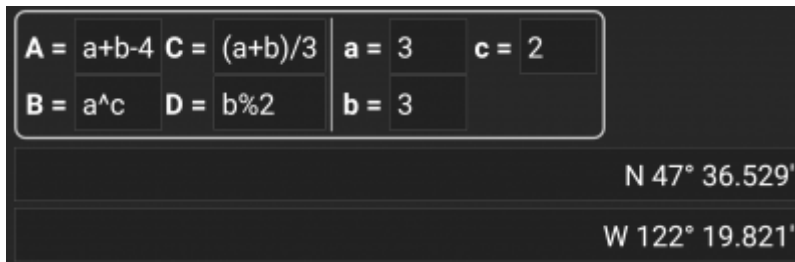 A = a+b-4 C = (a+b)/3 a = 3 c = 2
B = a^c D = b%2 b = 3
N 47° 36.529'
W 122° 19.821'